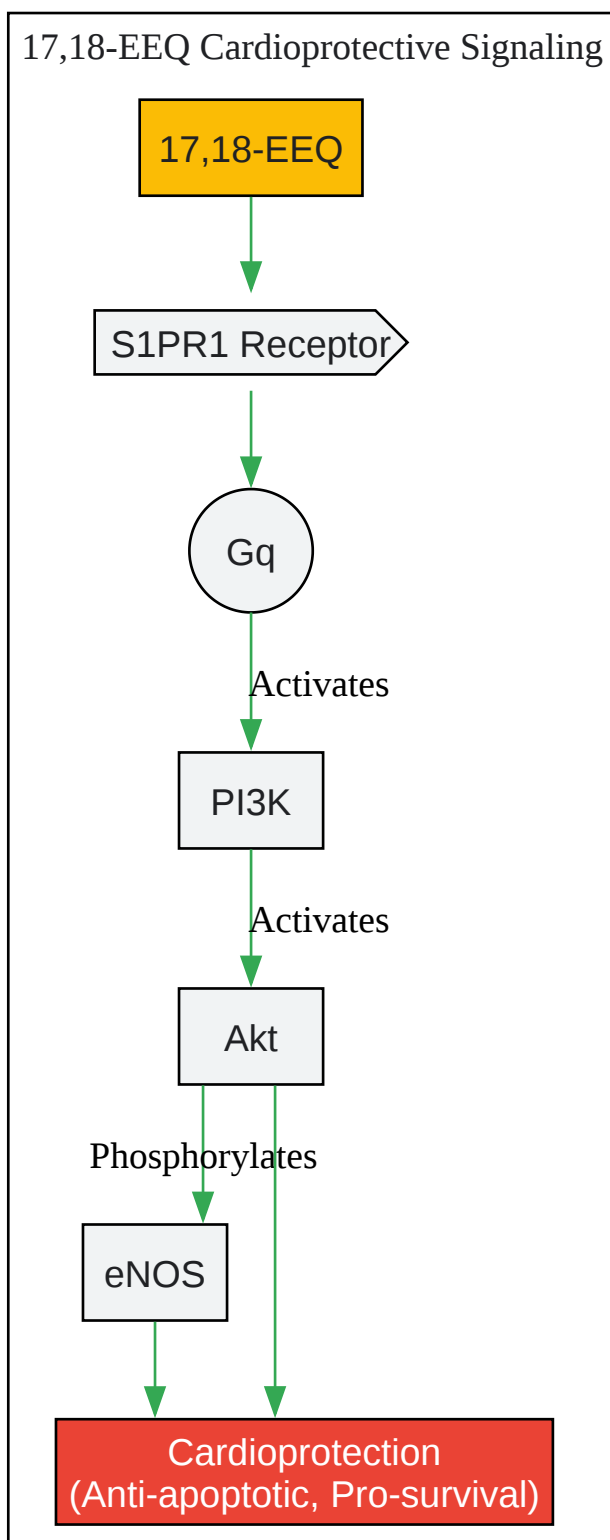 17,18-EEQ Cardioprotective Signaling
17,18-EEQ
S1PR1 Receptor
Gq
Activates
PI3K
Activates
Akt
Phosphorylates
eNOS
Cardioprotection
(Anti-apoptotic, Pro-survival)